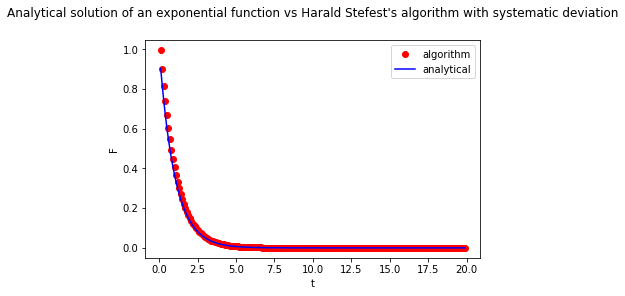 Analytical solution of an exponential function vs Harald Stefest's algorithm with systematic deviation
algorithm
analytical
1.0
0.8
0.6
0.4
0.2
0.0
F
0.0 2.5 5.0 7.5 10.0 12.5 15.0 17.5 20.0
t